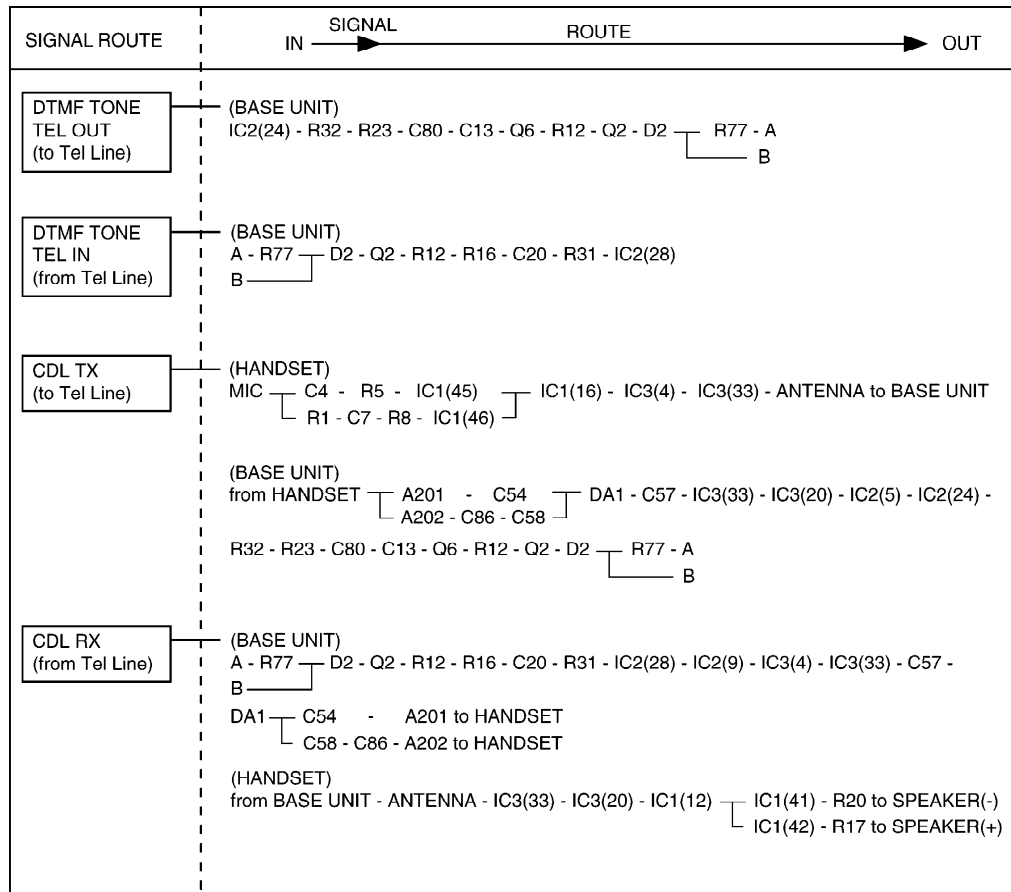 SIGNAL ROUTE
IN SIGNAL ROUTE OUT
DTMF TONE
TEL OUT
(to Tel Line)
(BASE UNIT)
IC2(24) - R32 - R23 - C80 - C13 - Q6 - R12 - Q2 - D2 R77 - A
B
DTMF TONE
TEL IN
(from Tel Line)
(BASE UNIT)
A - R77 D2 - Q2 - R12 - R16 - C20 - R31 - IC2(28)
B
CDL TX
(to Tel Line)
(HANDSET)
MIC C4 - R5 - IC1(45) IC1(16) - IC3(4) - IC3(33) - ANTENNA to BASE UNIT
R1 - C7 - R8 - IC1(46)
(BASE UNIT)
from HANDSET A201 - C54 DA1 - C57 - IC3(33) - IC3(20) - IC2(5) - IC2(24) -
A202 - C86 - C58
R32 - R23 - C80 - C13 - Q6 - R12 - Q2 - D2 R77 - A
B
CDL RX
(from Tel Line)
(BASE UNIT)
A - R77 D2 - Q2 - R12 - R16 - C20 - R31 - IC2(28) - IC2(9) - IC3(4) - IC3(33) - C57 -
B
DA1 C54 - A201 to HANDSET
C58 - C86 - A202 to HANDSET
(HANDSET)
from BASE UNIT - ANTENNA - IC3(33) - IC3(20) - IC1(12) IC1(41) - R20 to SPEAKER(-)
IC1(42) - R17 to SPEAKER(+)